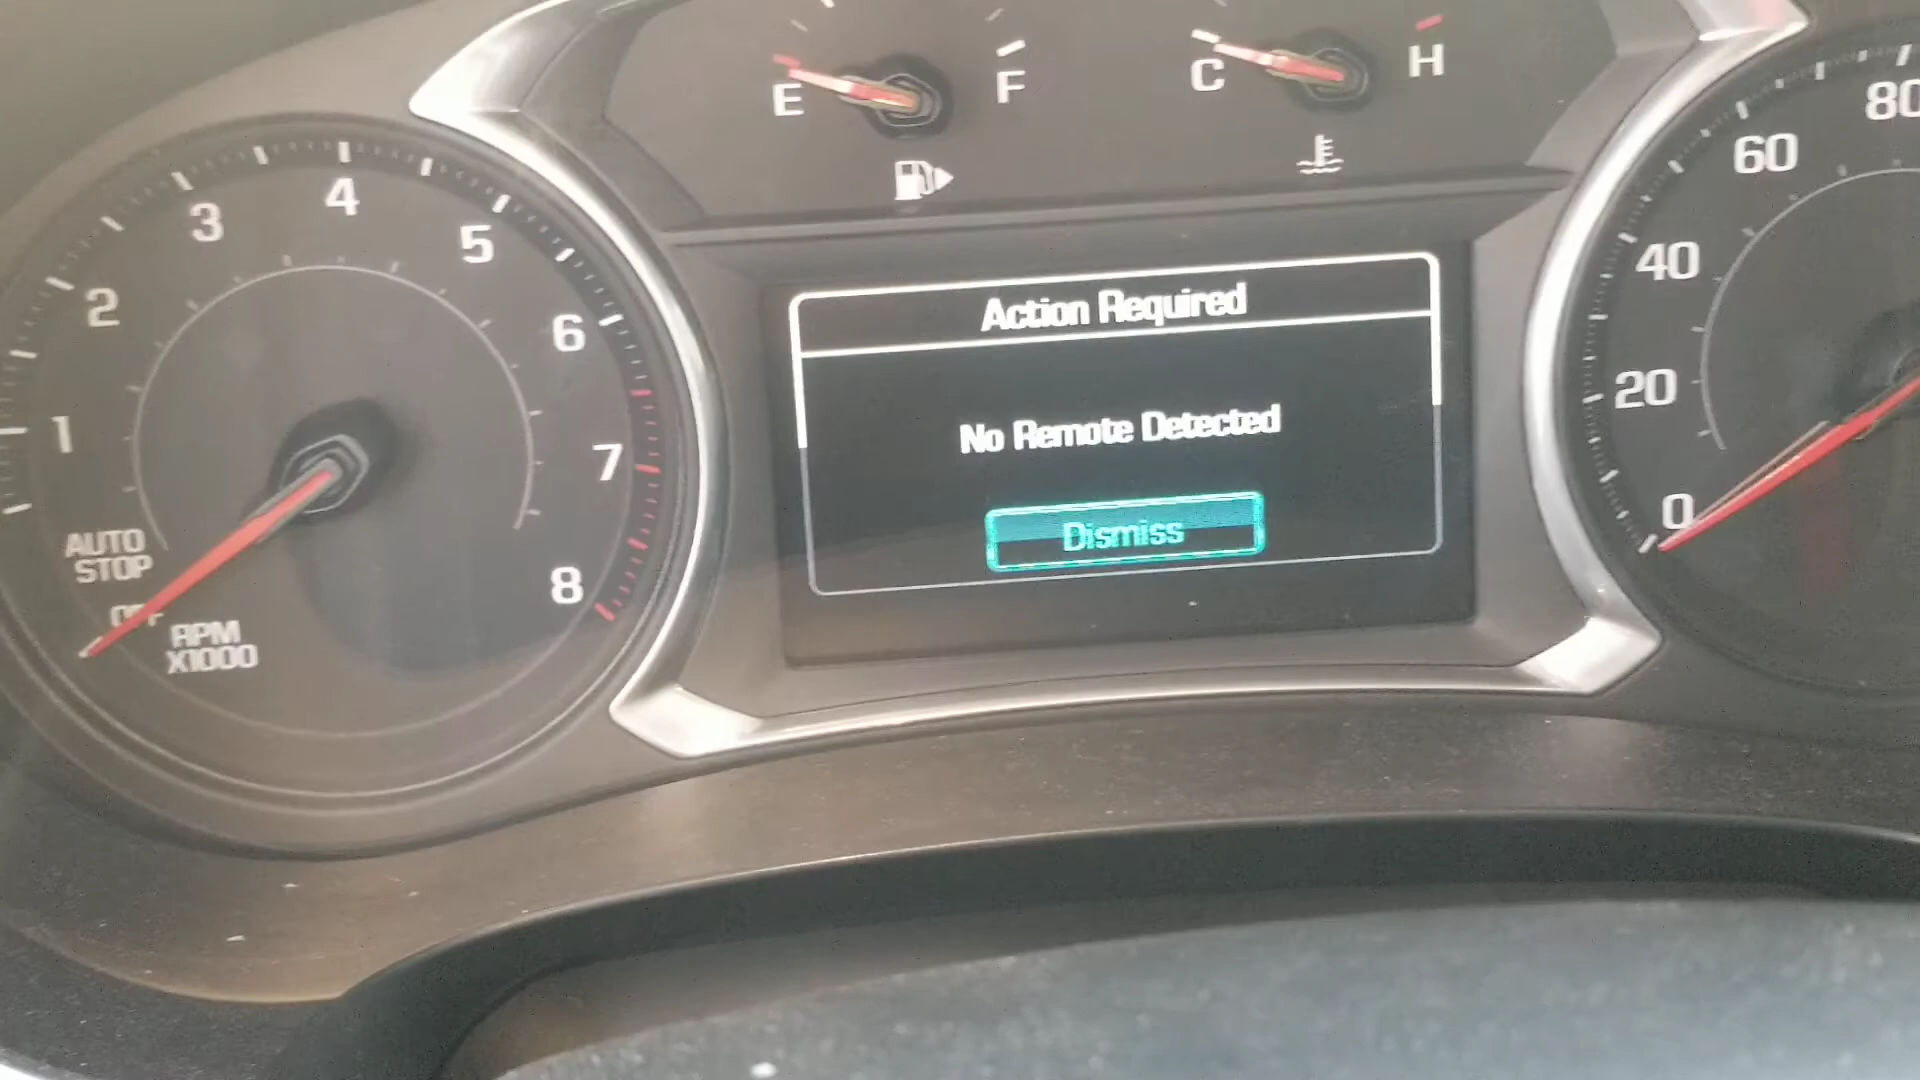 E
F
C
H
1
2
3
4
5
6
7
8
AUTO
STOP
OFF
RPM
X1000
Action Required
No Remote Detected
Dismiss
0
20
40
60
80